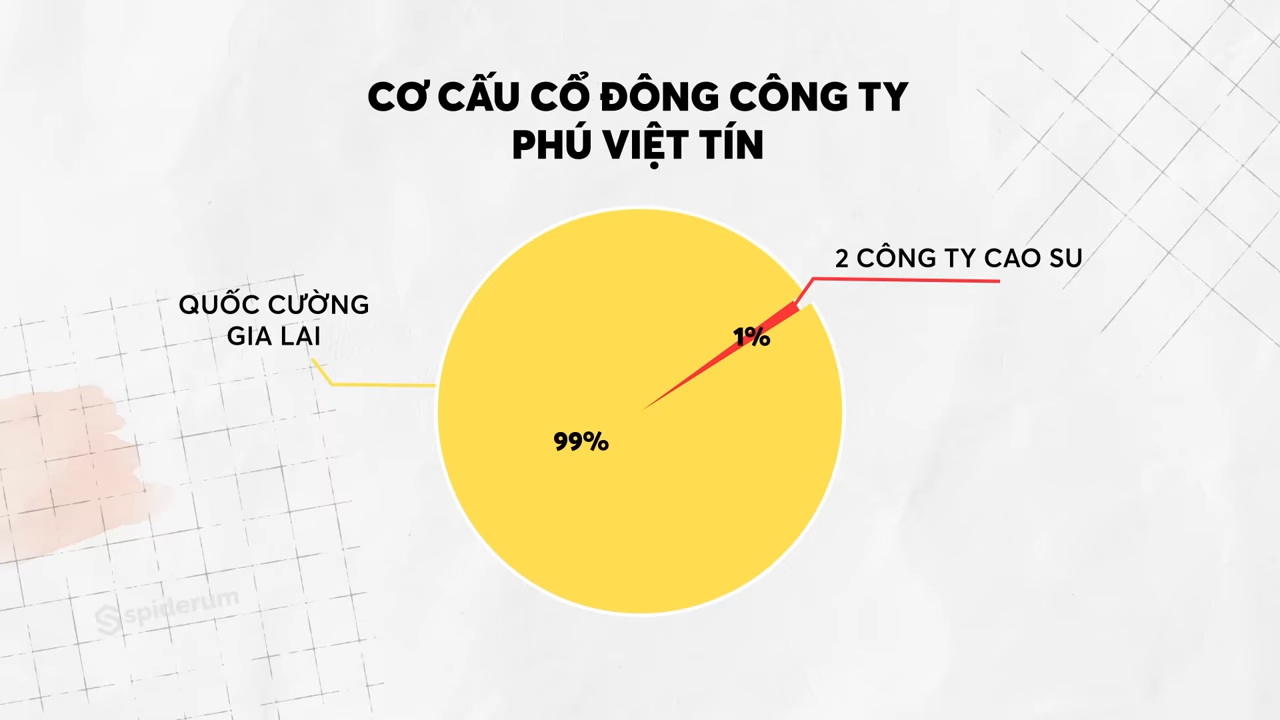 CƠ CẤU CỔ ĐÔNG CÔNG TY
PHÚ VIỆT TÍN
2 CÔNG TY CAO SU
QUỐC CƯỜNG
GIA LAI
1%
99%
spiderum